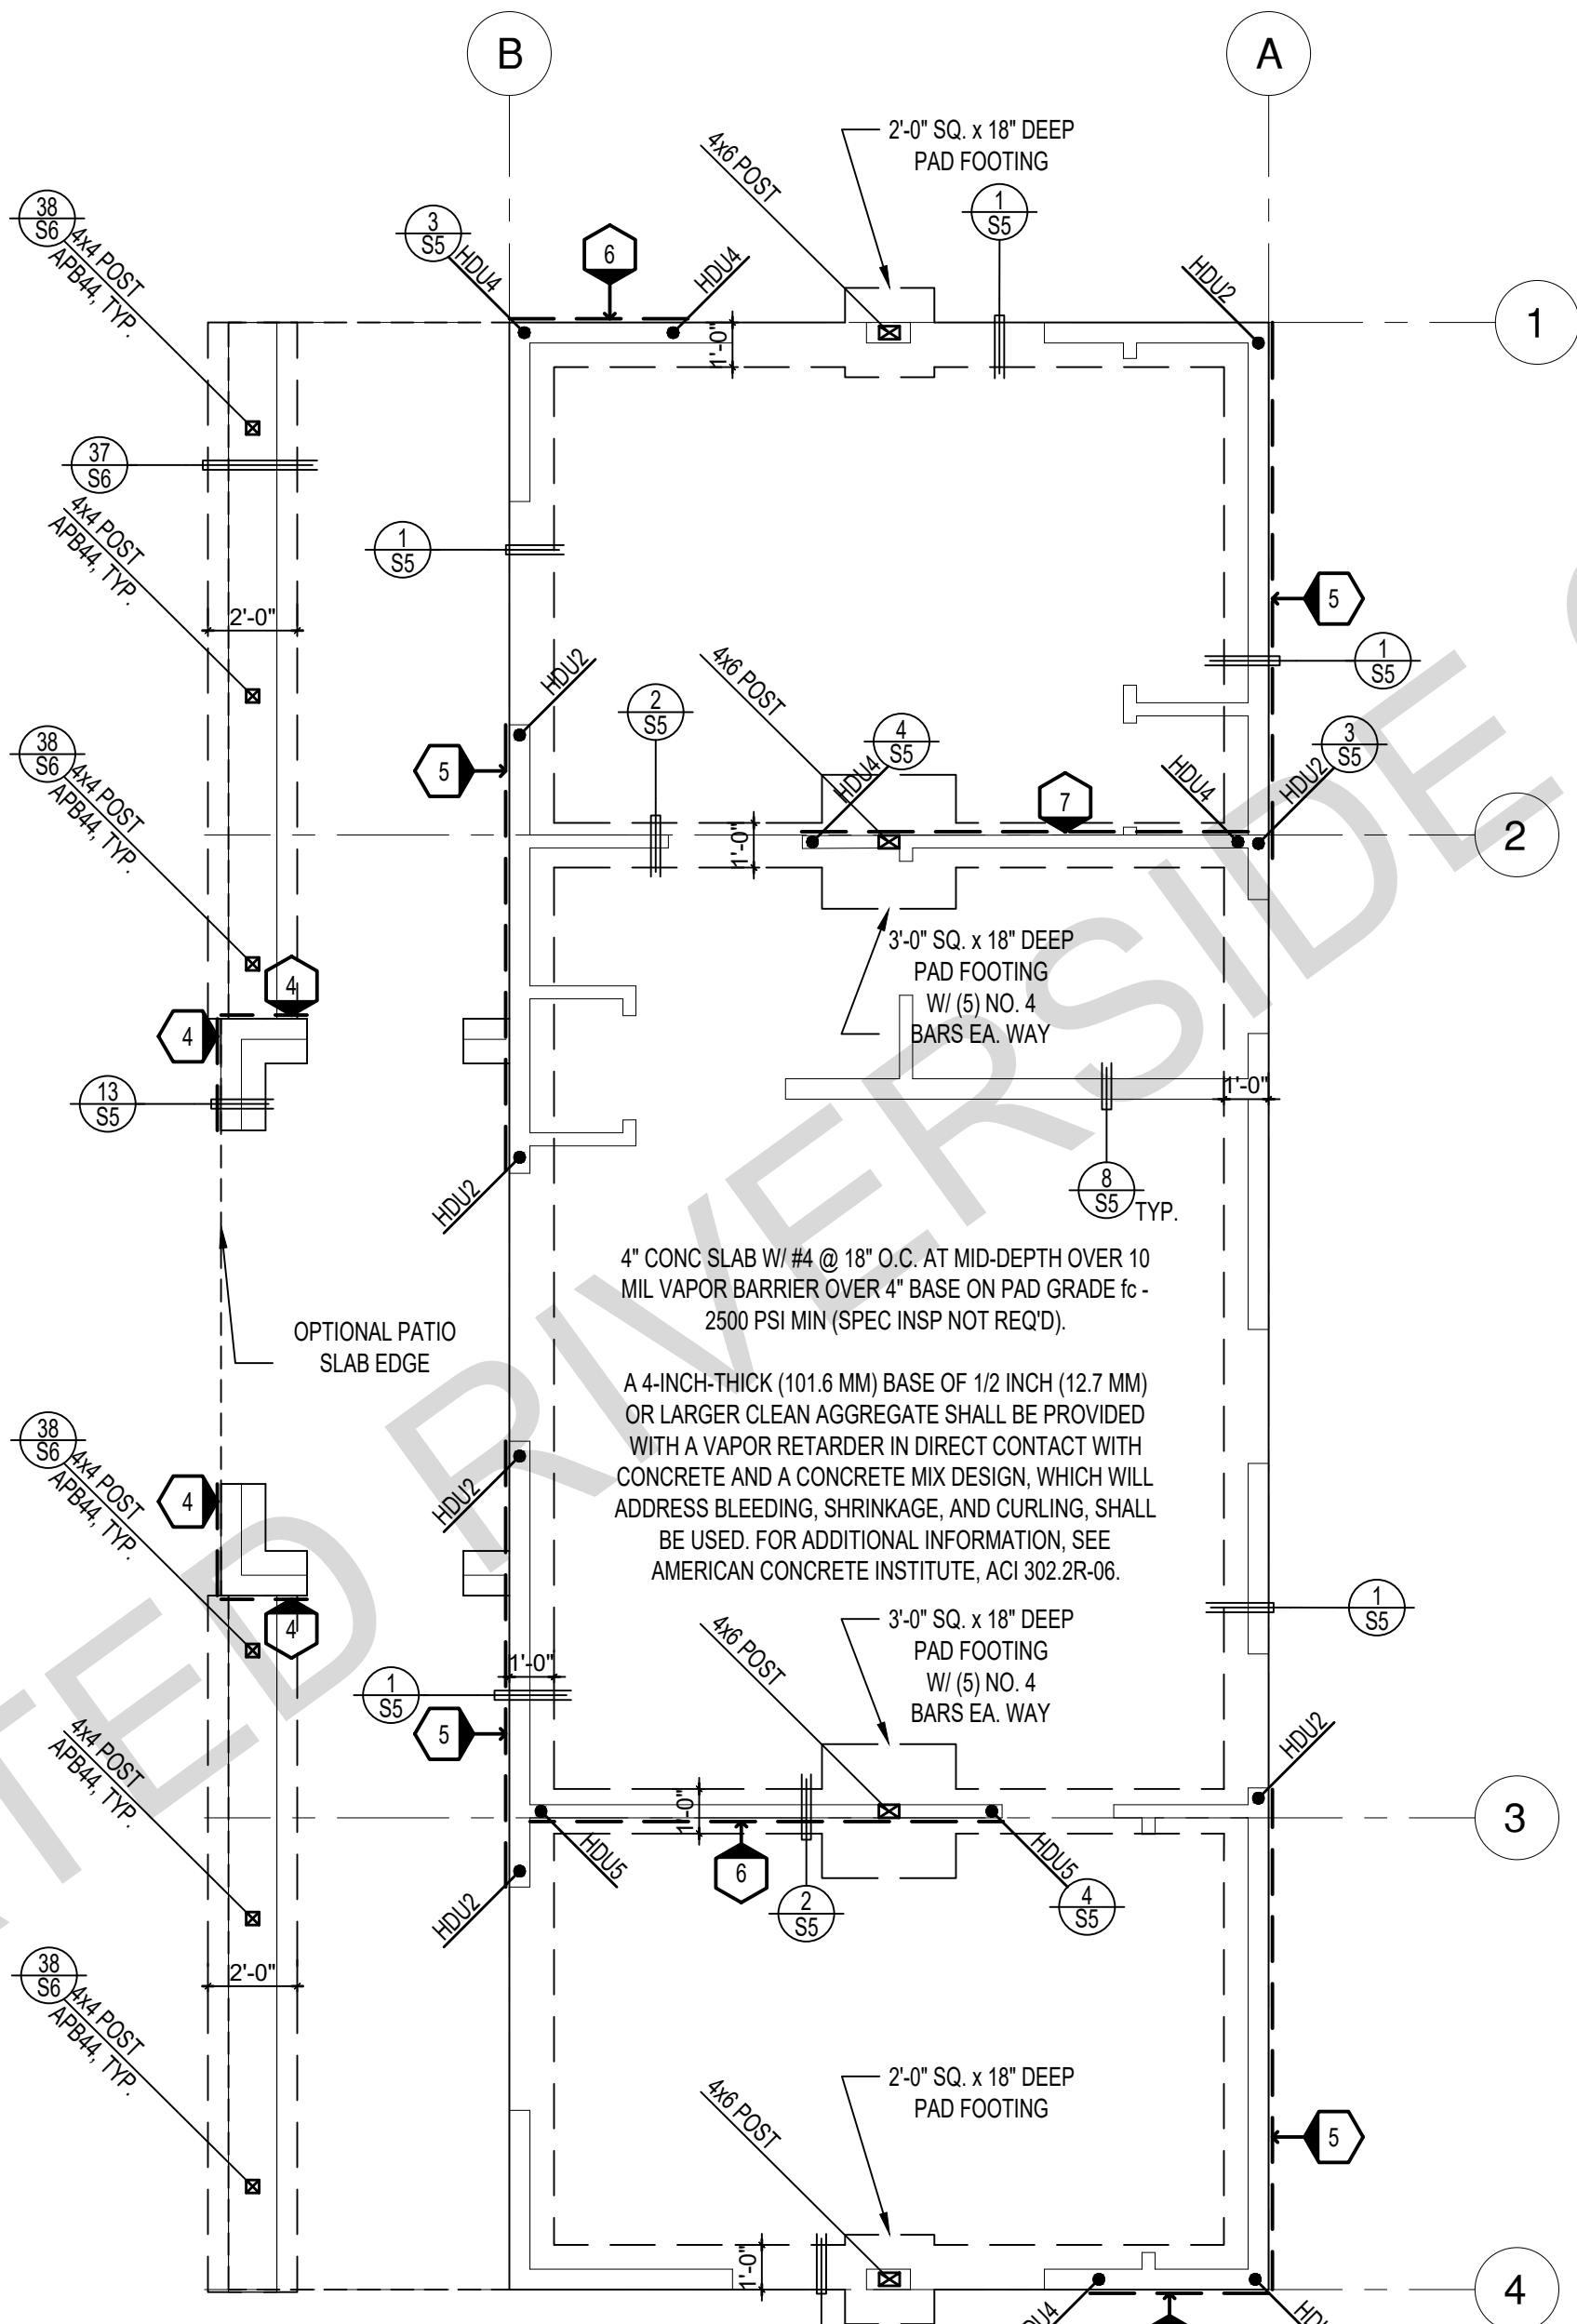 B
A
2'-0" SQ. x 18" DEEP
PAD FOOTING
4x6 POST
1
S5
38
S6
4x4 POST
APB44, TYP.
3
S5
HDU4
6
HDU4
HDU2
1
1'-0"
37
S6
4x4 POST
APB44, TYP.
1
S5
5
2'-0"
1
S5
HDU2
4x6 POST
2
S5
38
S6
4x4 POST
APB44, TYP.
5
4
S5
HDU4
7
HDU4
3
S5
HDU2
2
1'-0"
3'-0" SQ. x 18" DEEP
PAD FOOTING
W/ (5) NO. 4
BARS EA. WAY
4
4
13
S5
1'-0"
HDU2
8
S5
TYP.
4" CONC SLAB W/ #4 @ 18" O.C. AT MID-DEPTH OVER 10
MIL VAPOR BARRIER OVER 4" BASE ON PAD GRADE fc -
2500 PSI MIN (SPEC INSP NOT REQ'D).
OPTIONAL PATIO
SLAB EDGE
A 4-INCH-THICK (101.6 MM) BASE OF 1/2 INCH (12.7 MM)
OR LARGER CLEAN AGGREGATE SHALL BE PROVIDED
WITH A VAPOR RETARDER IN DIRECT CONTACT WITH
CONCRETE AND A CONCRETE MIX DESIGN, WHICH WILL
ADDRESS BLEEDING, SHRINKAGE, AND CURLING, SHALL
BE USED. FOR ADDITIONAL INFORMATION, SEE
AMERICAN CONCRETE INSTITUTE, ACI 302.2R-06.
38
S6
4x4 POST
APB44, TYP.
4
HDU2
4
1
S5
3'-0" SQ. x 18" DEEP
PAD FOOTING
W/ (5) NO. 4
BARS EA. WAY
4x6 POST
1'-0"
1
S5
5
4x4 POST
APB44, TYP.
HDU2
1'-0"
3
HDU5
HDU5
6
2
S5
4
S5
HDU2
38
S6
4x4 POST
APB44, TYP.
2'-0"
2'-0" SQ. x 18" DEEP
PAD FOOTING
4x6 POST
5
1'-0"
4
TED RIVERSIDE